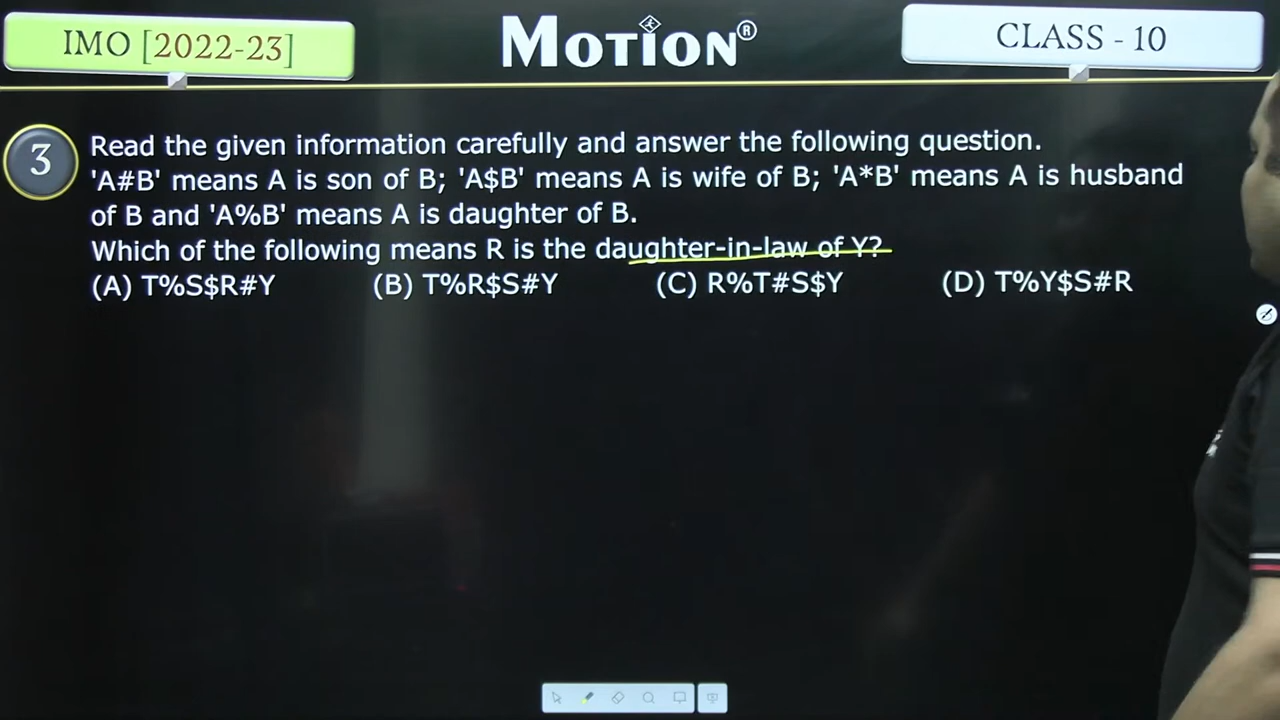 IMO [2022-23]
MOTION®
CLASS - 10
3
Read the given information carefully and answer the following question.
'A#B' means A is son of B; 'A$B' means A is wife of B; 'A*B' means A is husband
of B and 'A%B' means A is daughter of B.
Which of the following means R is the daughter-in-law of Y?
(A) T%S$R#Y (B) T%R$S#Y (C) R%T#S$Y (D) T%Y$S#R